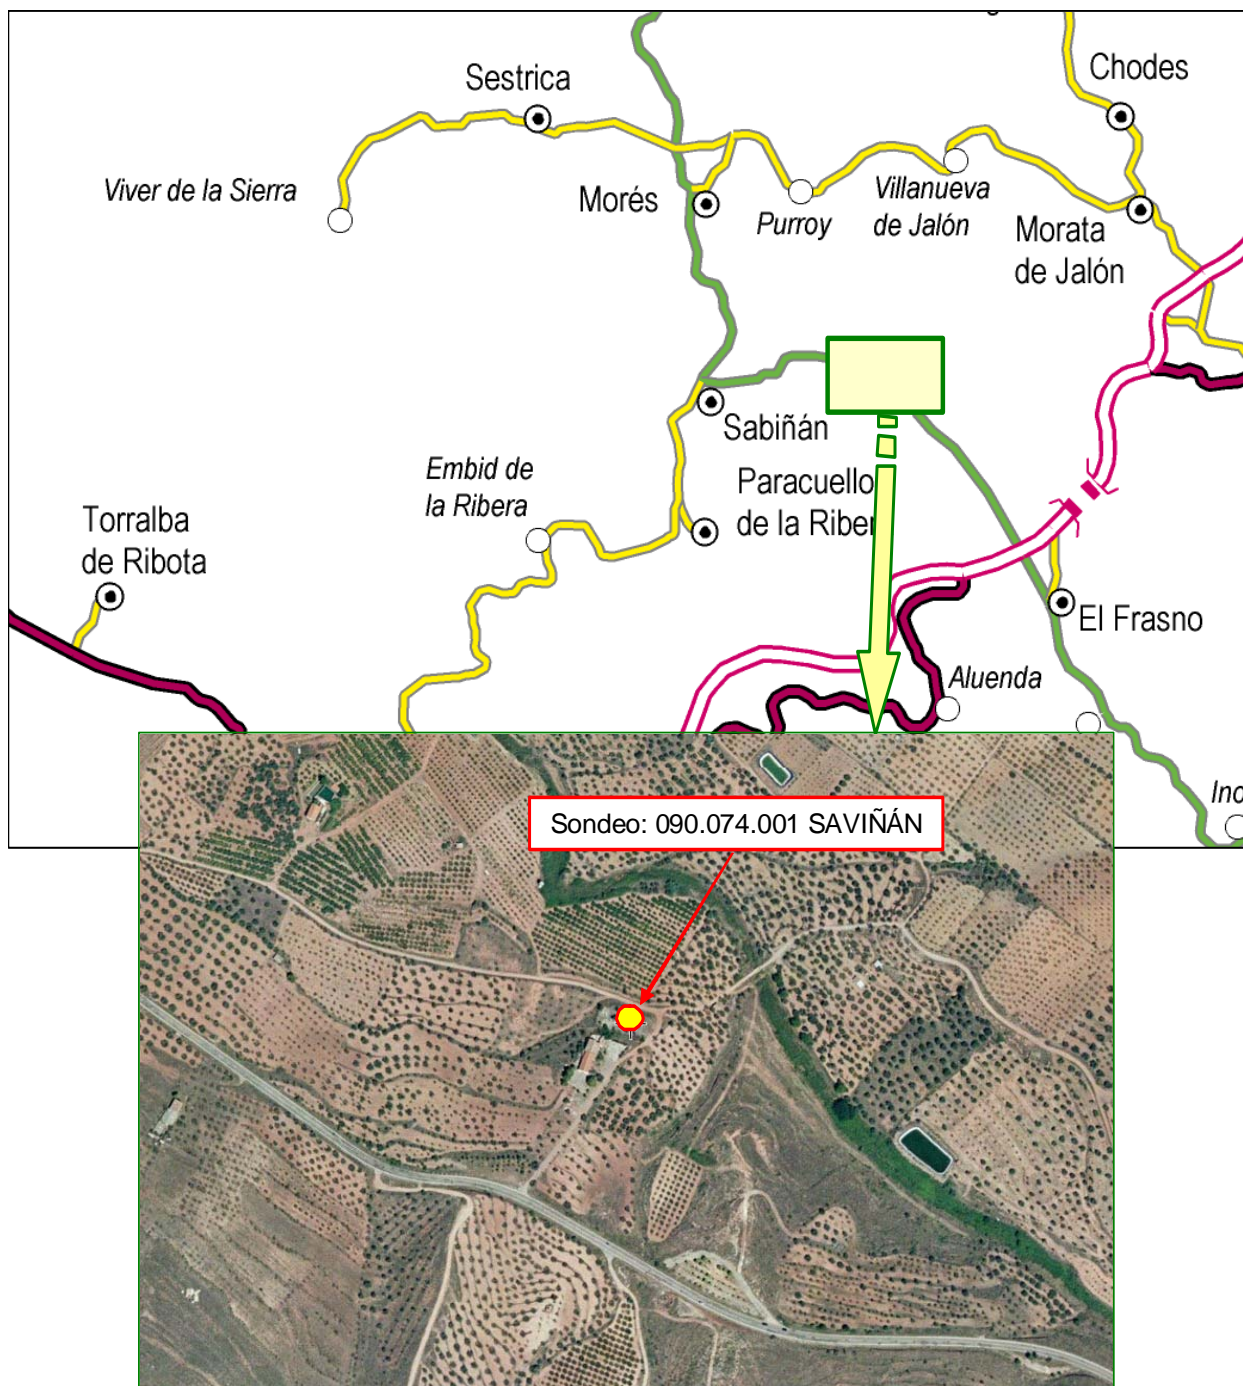 Chodes
Sestrica
Viver de la Sierra
Morés
Purroy
Villanueva
de Jalón
Morata
de Jalón
Sabiñán
Embid de
la Ribera
Paracuello
de la Riber
Torralba
de Ribota
El Frasno
Aluenda
Ino
Sondeo: 090.074.001 SAVIÑÁN